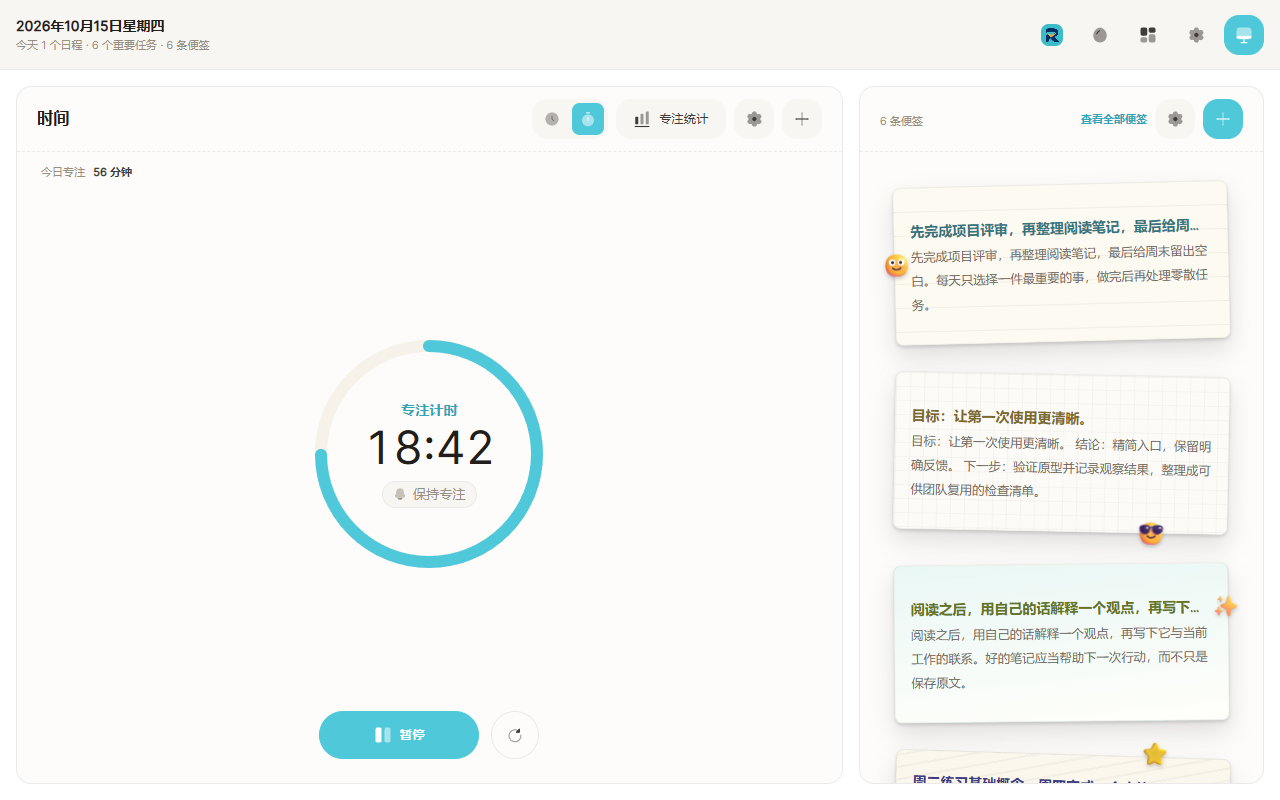 2026年10月15日星期四
今天 1 个日程 · 6 个重要任务 · 6 条便签
时间
专注统计
今日专注 56 分钟
专注计时
18:42
保持专注
暂停
6 条便签
查看全部便签
先完成项目评审，再整理阅读笔记，最后给周...
先完成项目评审，再整理阅读笔记，最后给周末留出空
白。每天只选择一件最重要的事，做完后再处理零散任
务。
目标：让第一次使用更清晰。
目标：让第一次使用更清晰。 结论：精简入口，保留明
确反馈。 下一步：验证原型并记录观察结果，整理成可
供团队复用的检查清单。
阅读之后，用自己的话解释一个观点，再写下...
阅读之后，用自己的话解释一个观点，再写下它与当前
工作的联系。好的笔记应当帮助下一次行动，而不只是
保存原文。